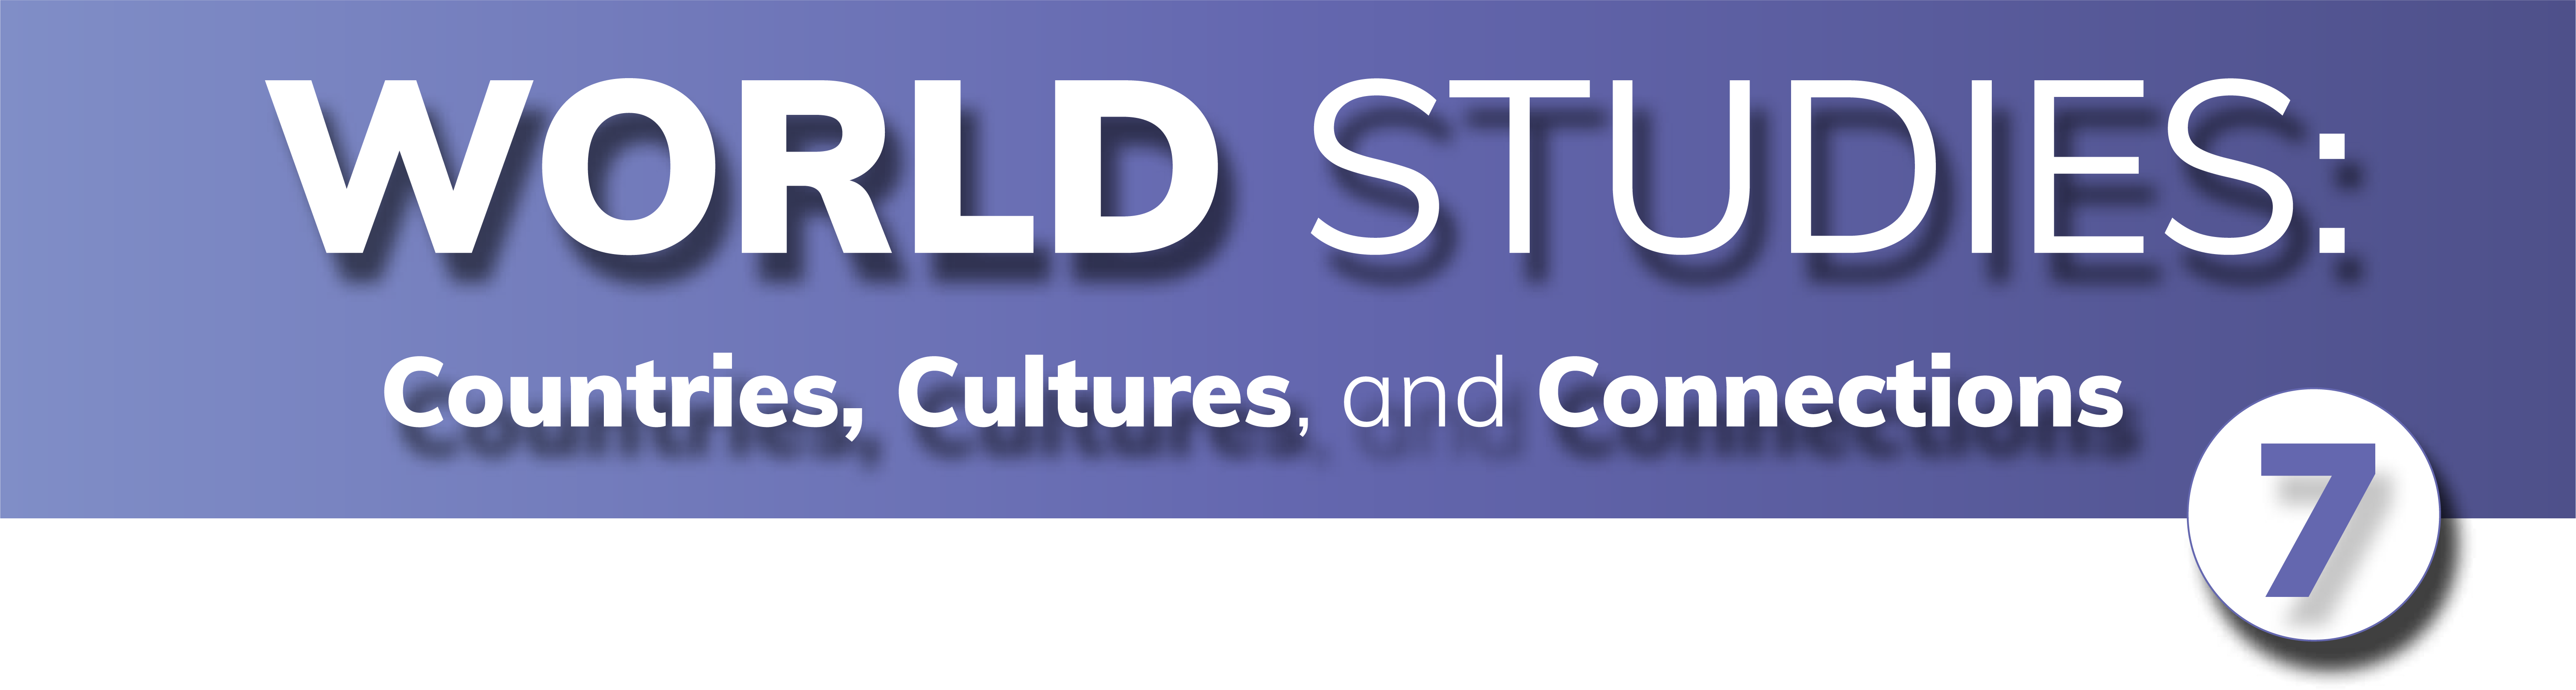 WORLD STUDIES:
Countries, Cultures, and Connections
7